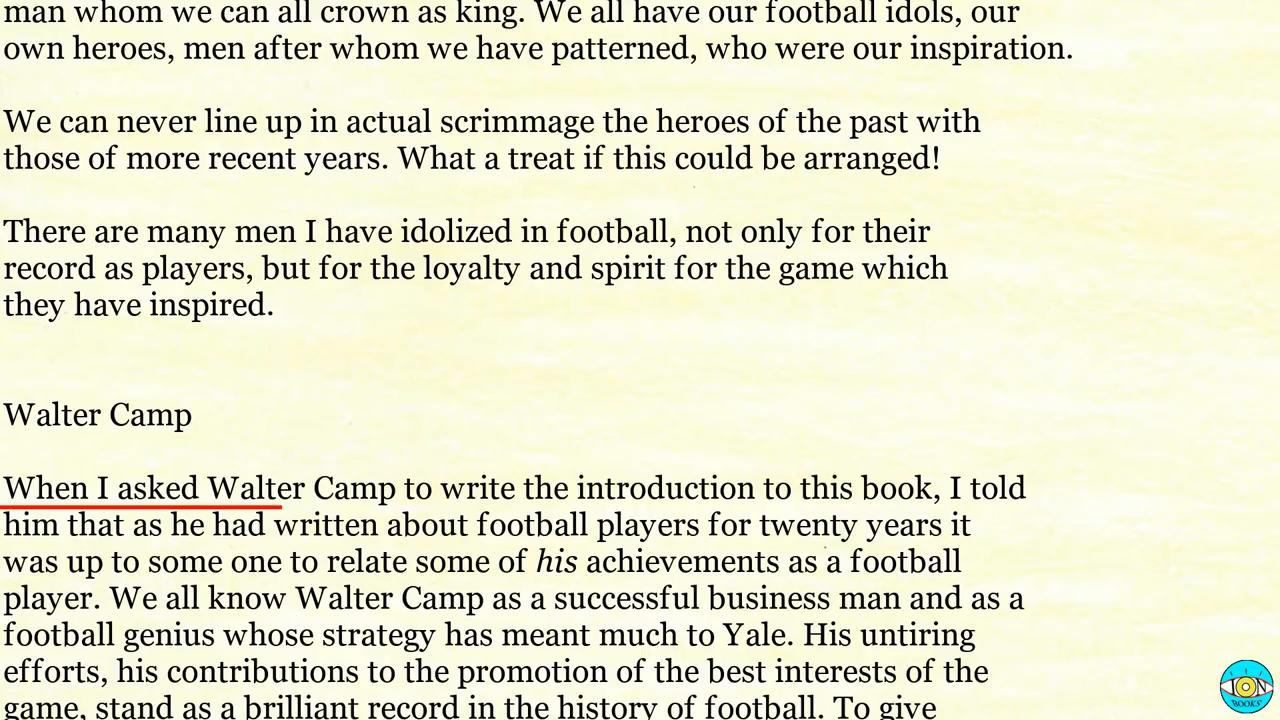 man whom we can all crown as king. We all have our football idols, our
own heroes, men after whom we have patterned, who were our inspiration.
We can never line up in actual scrimmage the heroes of the past with
those of more recent years. What a treat if this could be arranged!
There are many men I have idolized in football, not only for their
record as players, but for the loyalty and spirit for the game which
they have inspired.
Walter Camp
When I asked Walter Camp to write the introduction to this book, I told
him that as he had written about football players for twenty years it
was up to some one to relate some of his achievements as a football
player. We all know Walter Camp as a successful business man and as a
football genius whose strategy has meant much to Yale. His untiring
efforts, his contributions to the promotion of the best interests of the
game, stand as a brilliant record in the history of football. To give
ION
BOOKS